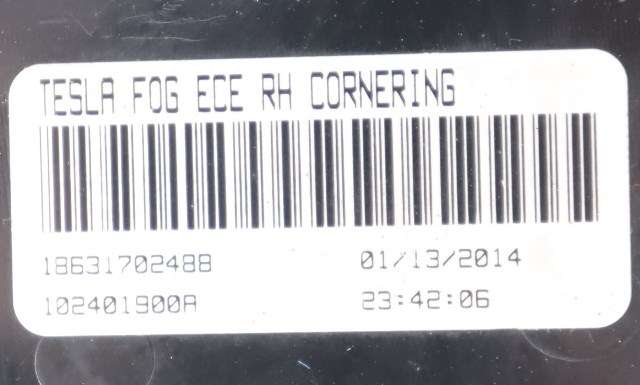 TESLA FOG ECE RH CORNERING
18631702488 01/13/2014
102401900A 23:42:06